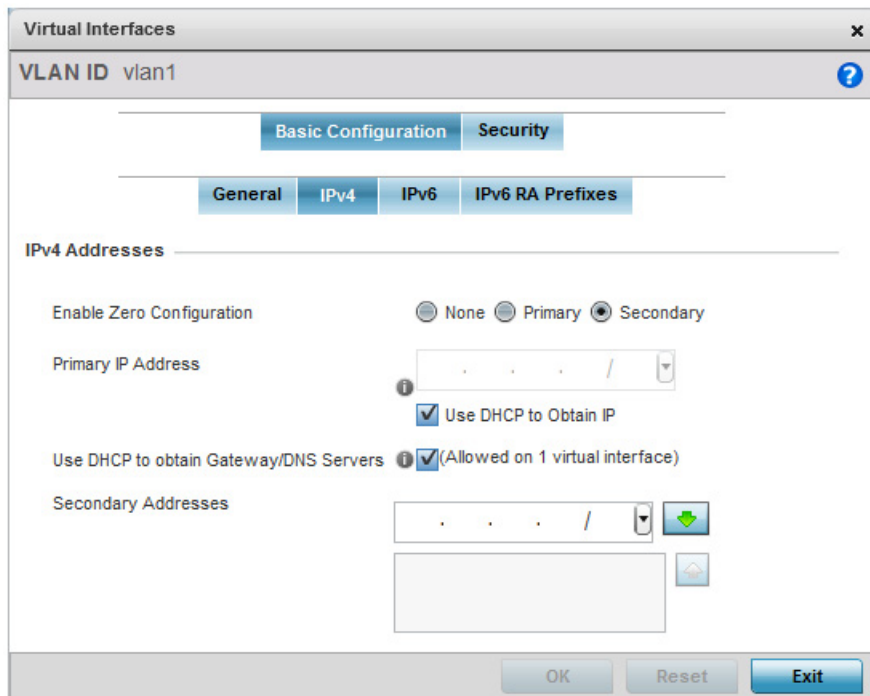 Virtual Interfaces
VLAN ID vlan1
Basic Configuration Security
General IPv4 IPv6 IPv6 RA Prefixes
IPv4 Addresses
Enable Zero Configuration None Primary Secondary
Primary IP Address . . . /
Use DHCP to Obtain IP
Use DHCP to obtain Gateway/DNS Servers (Allowed on 1 virtual interface)
Secondary Addresses
. . . /
OK Reset Exit